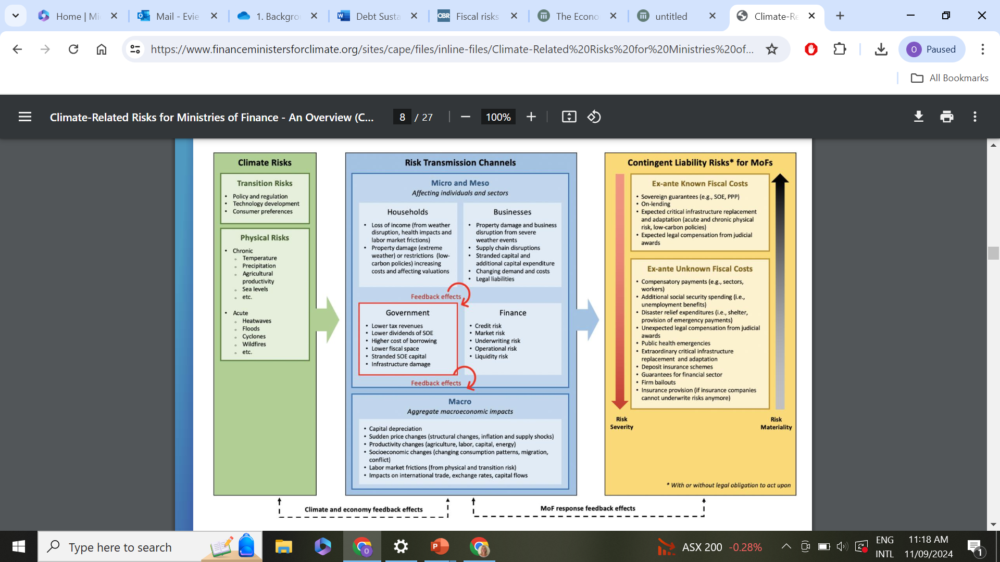 Home | Mi
Mail - Evie
1. Backgro
Debt Susta
OBR
Fiscal risks
The Econo
untitled
Climate-Re
https://www.financeministersforclimate.org/sites/cape/files/inline-files/Climate-Related%20Risks%20for%20Ministries%20of...
O
Paused
All Bookmarks
Climate-Related Risks for Ministries of Finance - An Overview (C...
8 / 27
100%
Climate Risks
Transition Risks
• Policy and regulation
• Technology development
• Consumer preferences
Physical Risks
• Chronic
Temperature
Precipitation
Agricultural
productivity
Sea levels
etc.
• Acute
Heatwaves
Floods
Cyclones
Wildfires
etc.
Risk Transmission Channels
Micro and Meso
Affecting individuals and sectors
Households
• Loss of income (from weather
disruption, health impacts and
labor market frictions)
• Property damage (extreme
weather) or restrictions (low-
carbon policies) increasing
costs and affecting valuations
Businesses
• Property damage and business
disruption from severe
weather events
• Supply chain disruptions
• Stranded capital and
additional capital expenditure
• Changing demand and costs
• Legal liabilities
Feedback effects
Government
• Lower tax revenues
• Lower dividends of SOE
• Higher cost of borrowing
• Lower fiscal space
• Stranded SOE capital
• Infrastructure damage
Finance
• Credit risk
• Market risk
• Underwriting risk
• Operational risk
• Liquidity risk
Feedback effects
Macro
Aggregate macroeconomic impacts
• Capital depreciation
• Sudden price changes (structural changes, inflation and supply shocks)
• Productivity changes (agriculture, labor, capital, energy)
• Socioeconomic changes (changing consumption patterns, migration,
conflict)
• Labor market frictions (from physical and transition risk)
• Impacts on international trade, exchange rates, capital flows
Contingent Liability Risks* for MoFs
Ex-ante Known Fiscal Costs
• Sovereign guarantees (e.g., SOE, PPP)
• On-lending
• Expected critical infrastructure replacement
and adaptation (acute and chronic physical
risk, low-carbon policies)
• Expected legal compensation from judicial
awards
Ex-ante Unknown Fiscal Costs
• Compensatory payments (e.g., sectors,
workers)
• Additional social security spending (i.e.,
unemployment benefits)
• Disaster relief expenditures (i.e., shelter,
provision of emergency payments)
• Unexpected legal compensation from judicial
awards
• Public health emergencies
• Extraordinary critical infrastructure
replacement and adaptation
• Deposit insurance schemes
• Guarantees for financial sector
• Firm bailouts
• Insurance provision (if insurance companies
cannot underwrite risks anymore)
Risk
Severity
Risk
Materiality
* With or without legal obligation to act upon
Climate and economy feedback effects
MoF response feedback effects
Type here to search
ASX 200 -0.28%
ENG
INTL
11:18 AM
11/09/2024
1